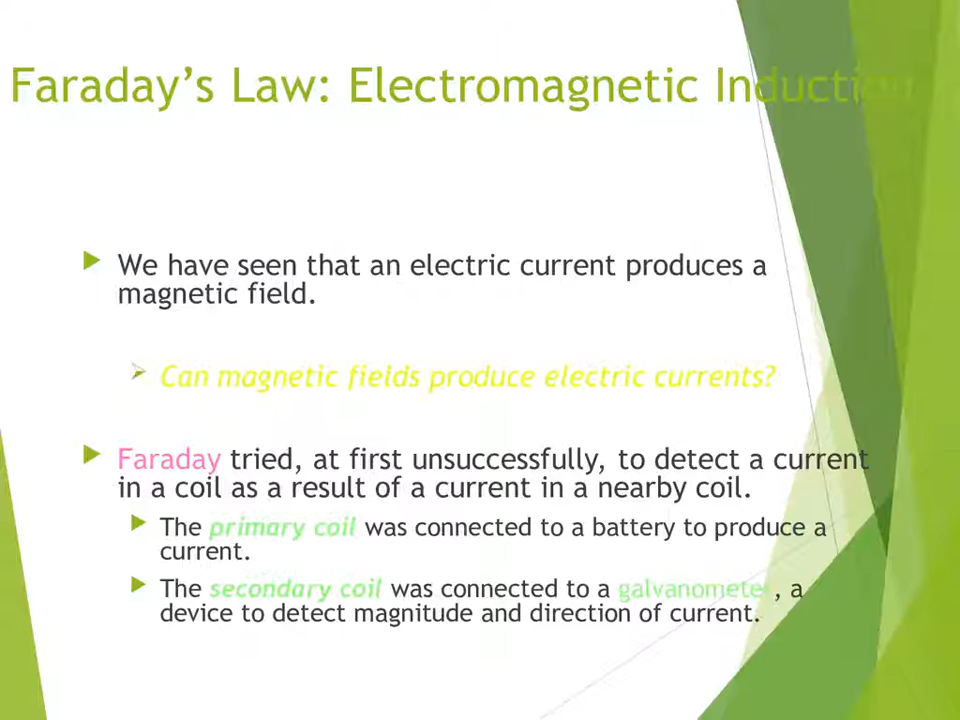 Faraday’s Law: Electromagnetic Induction
We have seen that an electric current produces a
magnetic field.
Can magnetic fields produce electric currents?
Faraday tried, at first unsuccessfully, to detect a current
in a coil as a result of a current in a nearby coil.
The primary coil was connected to a battery to produce a
current.
The secondary coil was connected to a galvanometer, a
device to detect magnitude and direction of current.